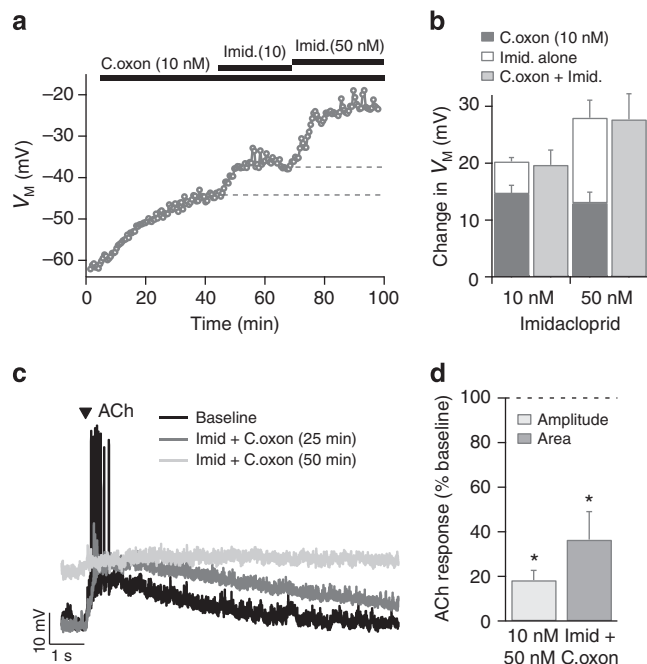 a
C.oxon (10 nM)
Imid.(10)
Imid.(50 nM)
–20
–30
–40
–50
–60
V_M (mV)
0
20
40
60
80
100
Time (min)
b
C.oxon (10 nM)
Imid. alone
C.oxon + Imid.
30
20
10
0
Change in V_M (mV)
10 nM
50 nM
Imidacloprid
c
ACh
Baseline
Imid + C.oxon (25 min)
Imid + C.oxon (50 min)
10 mV
1 s
d
100
80
60
40
20
0
ACh response (% baseline)
Amplitude
Area
*
*
10 nM Imid +
50 nM C.oxon